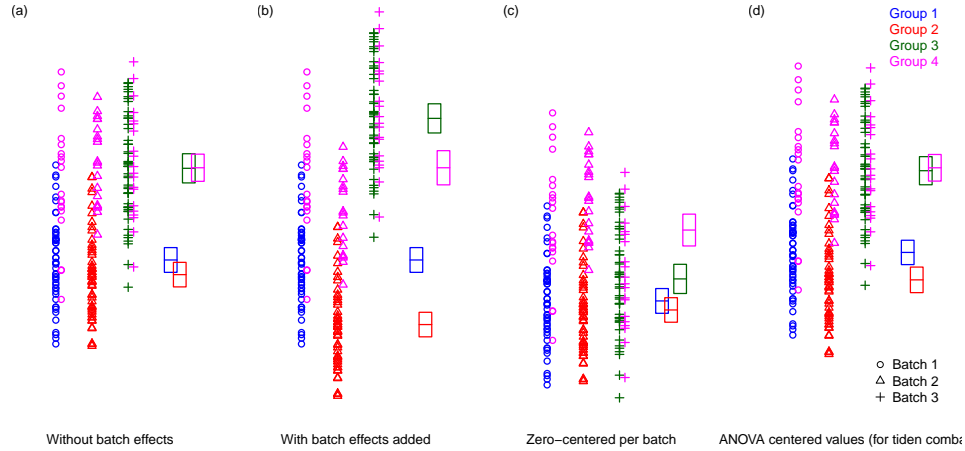 (a)
(b)
(c)
(d)
Group 1
Group 2
Group 3
Group 4
Batch 1
Batch 2
Batch 3
Without batch effects
With batch effects added
Zero−centered per batch
ANOVA centered values (for tiden comba